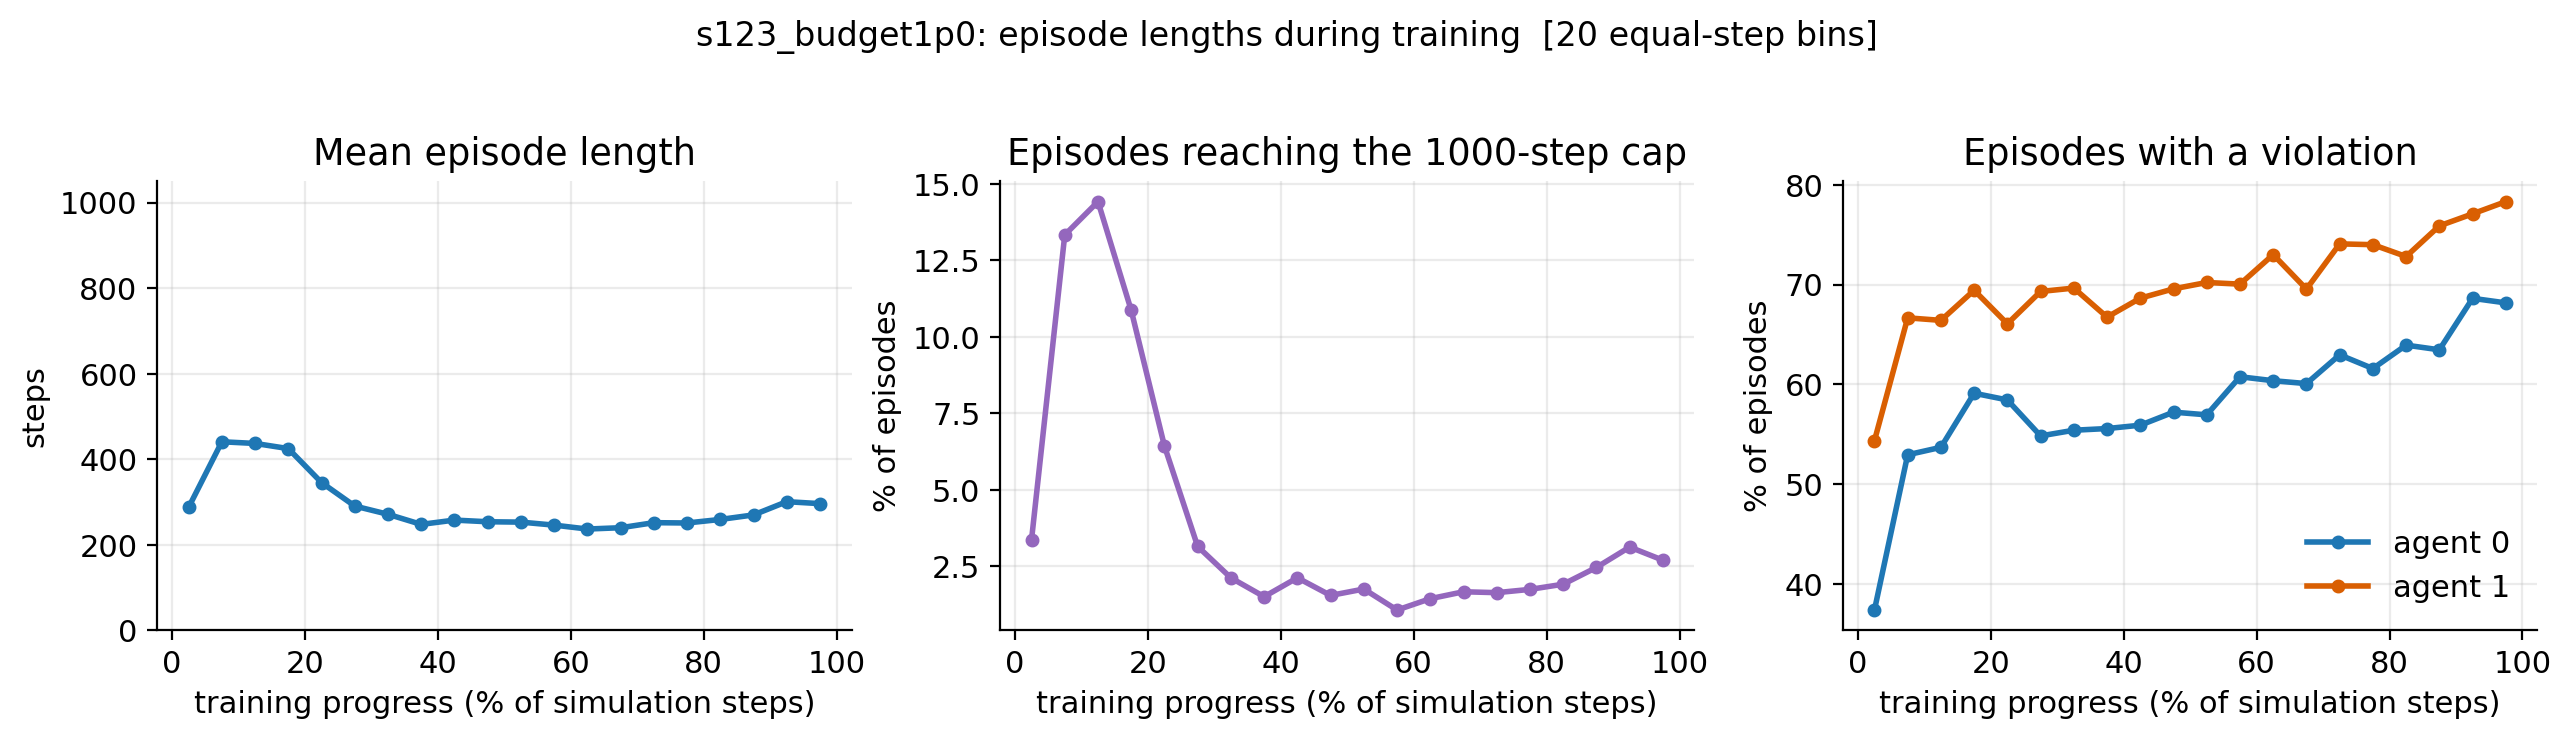 s123_budget1p0: episode lengths during training  [20 equal-step bins]
Mean episode length
steps
1000
800
600
400
200
0
0 20 40 60 80 100
training progress (% of simulation steps)
Episodes reaching the 1000-step cap
% of episodes
15.0
12.5
10.0
7.5
5.0
2.5
0 20 40 60 80 100
training progress (% of simulation steps)
Episodes with a violation
% of episodes
80
70
60
50
40
agent 0
agent 1
0 20 40 60 80 100
training progress (% of simulation steps)